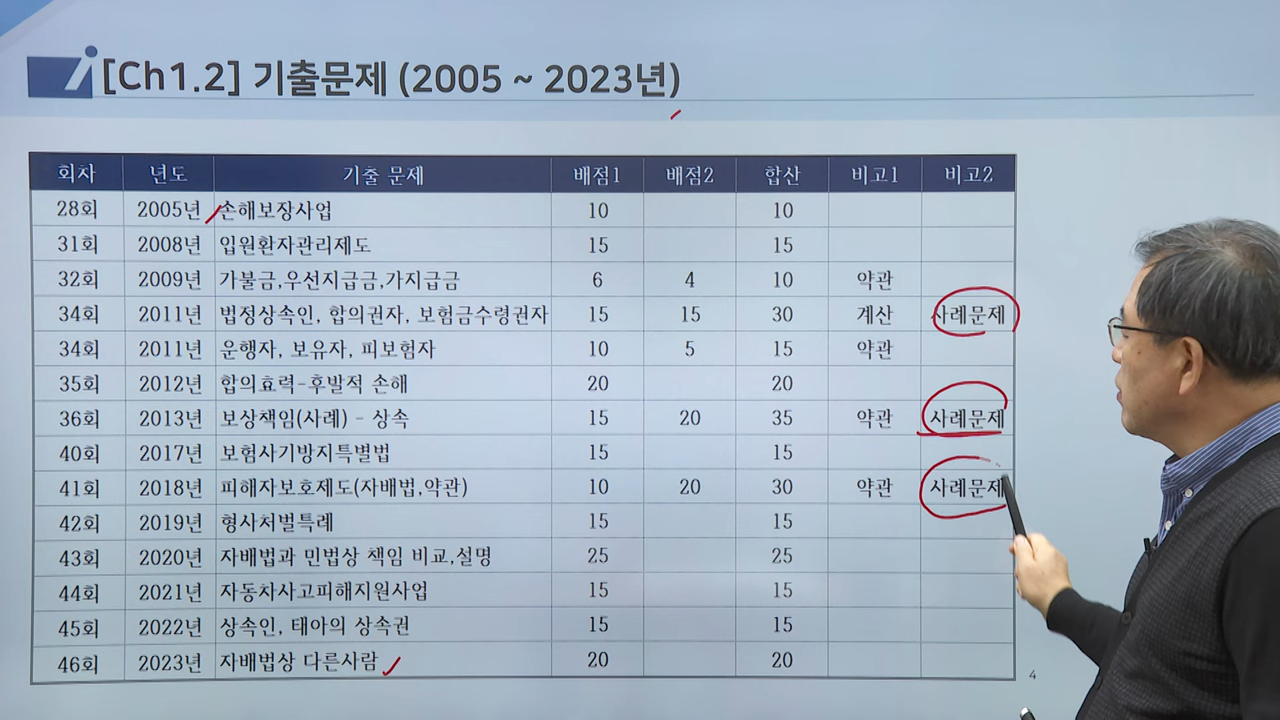 [Ch1.2] 기출문제 (2005 ~ 2023년)
회차 년도 기출 문제 배점1 배점2 합산 비고1 비고2
28회 2005년 손해보장사업 10 10
31회 2008년 입원환자관리제도 15 15
32회 2009년 가불금,우선지급금,가지급금 6 4 10 약관
34회 2011년 법정상속인, 합의권자, 보험금수령권자 15 15 30 계산 사례문제
34회 2011년 운행자, 보유자, 피보험자 10 5 15 약관
35회 2012년 합의효력-후발적 손해 20 20
36회 2013년 보상책임(사례) - 상속 15 20 35 약관 사례문제
40회 2017년 보험사기방지특별법 15 15
41회 2018년 피해자보호제도(자배법,약관) 10 20 30 약관 사례문제
42회 2019년 형사처벌특례 15 15
43회 2020년 자배법과 민법상 책임 비교,설명 25 25
44회 2021년 자동차사고피해지원사업 15 15
45회 2022년 상속인, 태아의 상속권 15 15
46회 2023년 자배법상 다른사람 20 20
4